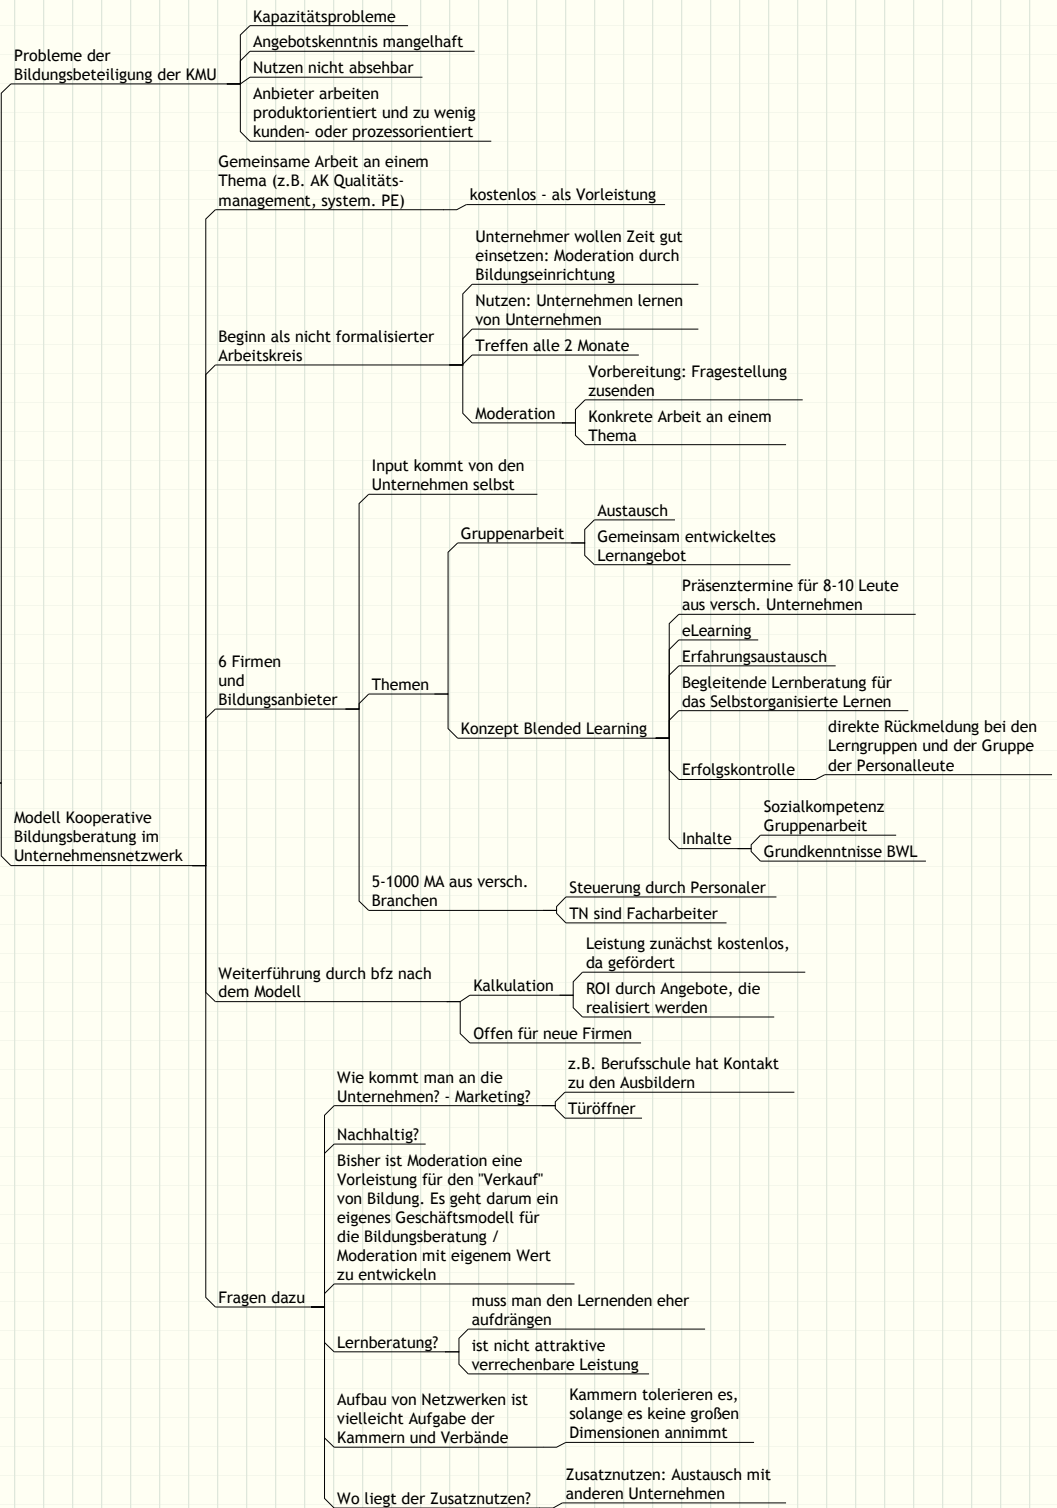 Probleme der
Bildungsbeteiligung der KMU
Kapazitätsprobleme
Angebotskenntnis mangelhaft
Nutzen nicht absehbar
Anbieter arbeiten
produktorientiert und zu wenig
kunden- oder prozessorientiert
Modell Kooperative
Bildungsberatung im
Unternehmensnetzwerk
Gemeinsame Arbeit an einem
Thema (z.B. AK Qualitäts-
management, system. PE)
kostenlos - als Vorleistung
Beginn als nicht formalisierter
Arbeitskreis
Unternehmer wollen Zeit gut
einsetzen: Moderation durch
Bildungseinrichtung
Nutzen: Unternehmen lernen
von Unternehmen
Treffen alle 2 Monate
Moderation
Vorbereitung: Fragestellung
zusenden
Konkrete Arbeit an einem
Thema
6 Firmen
und
Bildungsanbieter
Input kommt von den
Unternehmen selbst
Themen
Gruppenarbeit
Austausch
Gemeinsam entwickeltes
Lernangebot
Konzept Blended Learning
Präsenztermine für 8-10 Leute
aus versch. Unternehmen
eLearning
Erfahrungsaustausch
Begleitende Lernberatung für
das Selbstorganisierte Lernen
Erfolgskontrolle
direkte Rückmeldung bei den
Lerngruppen und der Gruppe
der Personalleute
Inhalte
Sozialkompetenz
Gruppenarbeit
Grundkenntnisse BWL
5-1000 MA aus versch.
Branchen
Steuerung durch Personaler
TN sind Facharbeiter
Weiterführung durch bfz nach
dem Modell
Kalkulation
Leistung zunächst kostenlos,
da gefördert
ROI durch Angebote, die
realisiert werden
Offen für neue Firmen
Fragen dazu
Wie kommt man an die
Unternehmen? - Marketing?
z.B. Berufsschule hat Kontakt
zu den Ausbildern
Türöffner
Nachhaltig?
Bisher ist Moderation eine
Vorleistung für den "Verkauf"
von Bildung. Es geht darum ein
eigenes Geschäftsmodell für
die Bildungsberatung /
Moderation mit eigenem Wert
zu entwickeln
Lernberatung?
muss man den Lernenden eher
aufdrängen
ist nicht attraktive
verrechenbare Leistung
Aufbau von Netzwerken ist
vielleicht Aufgabe der
Kammern und Verbände
Kammern tolerieren es,
solange es keine großen
Dimensionen annimmt
Wo liegt der Zusatznutzen?
Zusatznutzen: Austausch mit
anderen Unternehmen